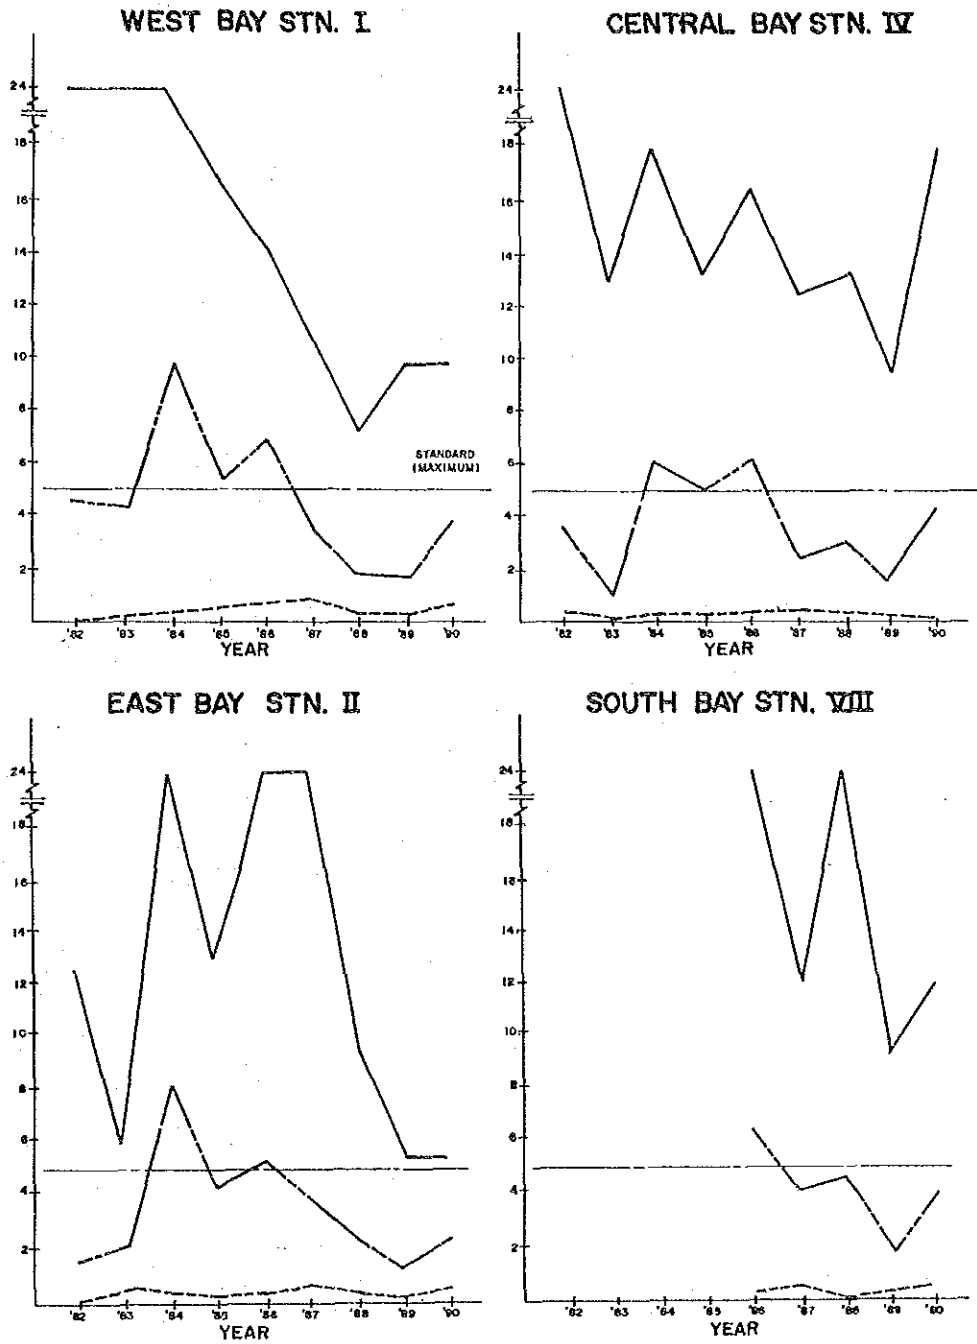 WEST BAY STN. I
24
18
16
14
12
10
8
6
4
2
STANDARD
(MAXIMUM)
'82 '83 '84 '85 '86 '87 '88 '89 '90
YEAR
CENTRAL BAY STN. IV
24
18
16
14
12
10
8
6
4
2
'82 '83 '84 '85 '86 '87 '88 '89 '90
YEAR
EAST BAY STN. II
24
18
16
14
12
10
8
6
4
2
'82 '83 '84 '85 '86 '87 '88 '89 '90
YEAR
SOUTH BAY STN. VIII
24
18
16
14
12
10
8
6
4
2
'82 '83 '84 '85 '86 '87 '88 '89 '90
YEAR